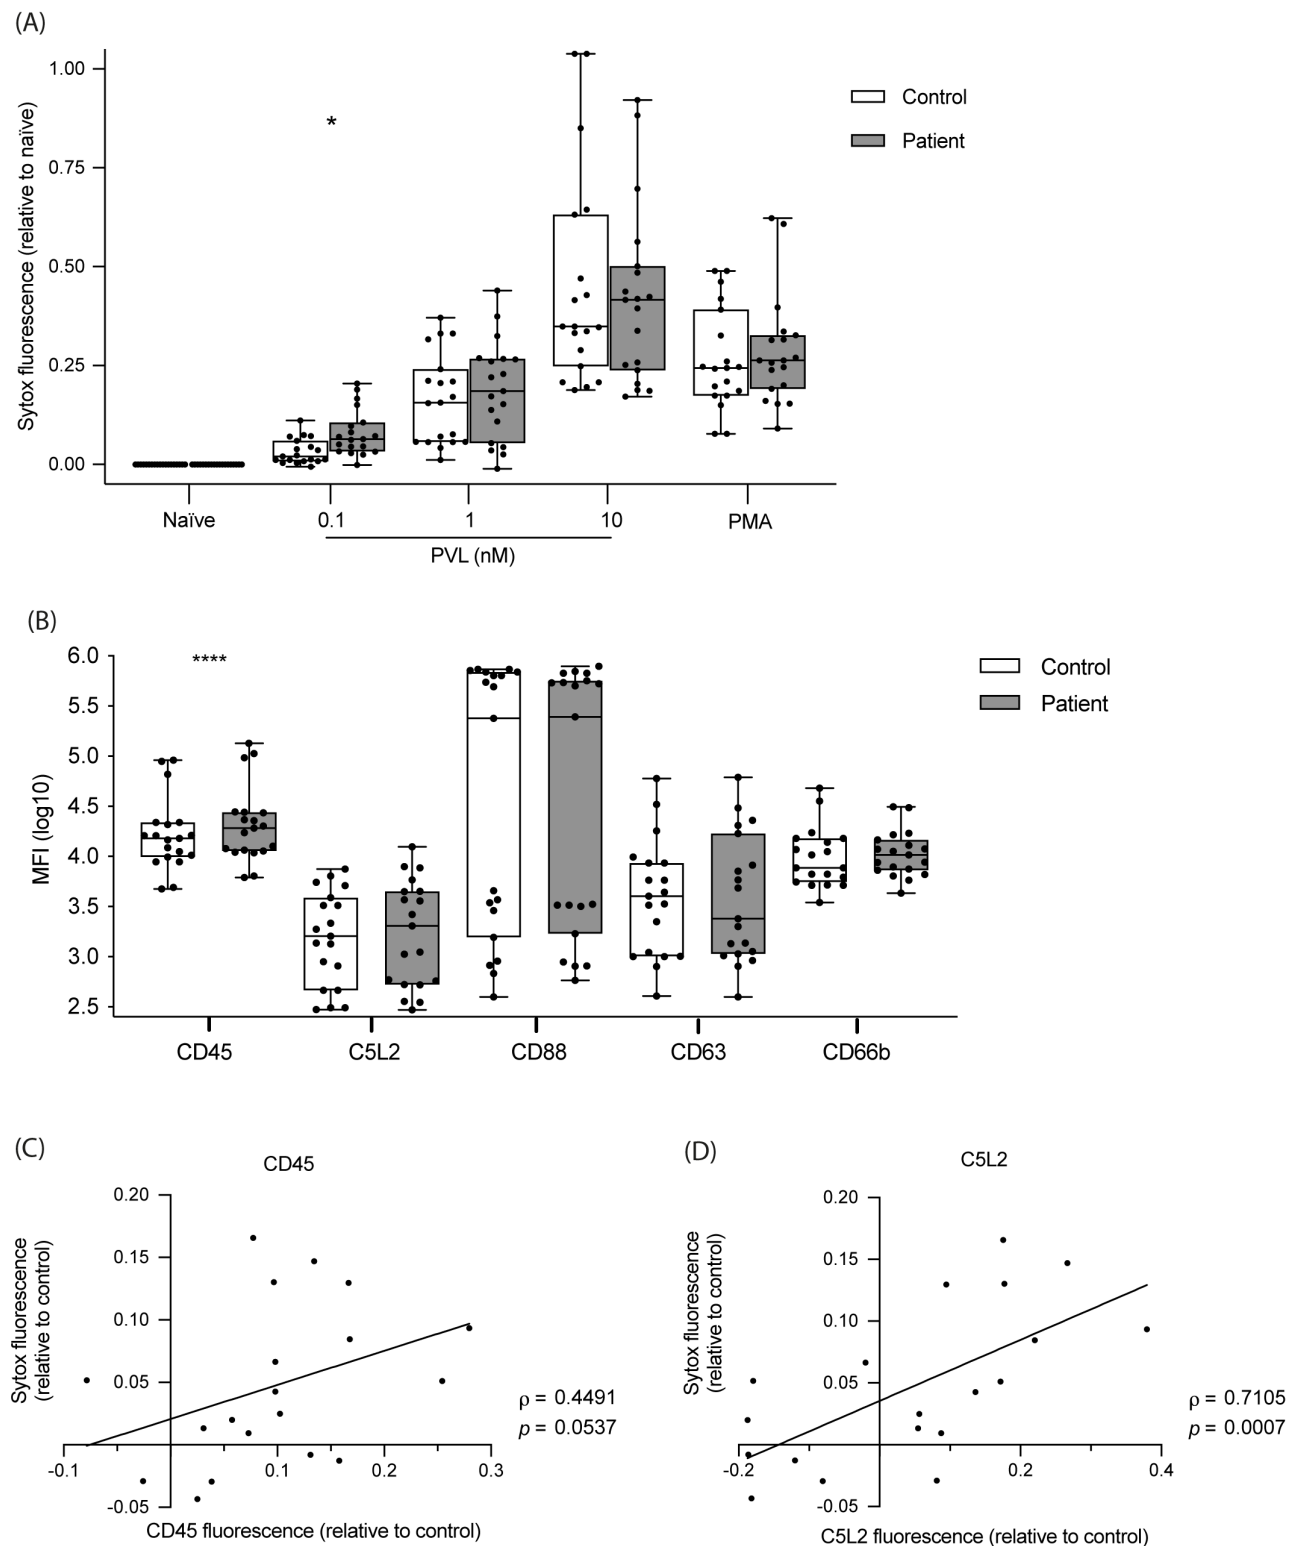 (A)
Sytox fluorescence (relative to naïve)
1.00
0.75
0.50
0.25
0.00
*
Control
Patient
Naïve
0.1
1
10
PMA
PVL (nM)
(B)
MFI (log10)
6.0
5.5
5.0
4.5
4.0
3.5
3.0
2.5
****
Control
Patient
CD45
C5L2
CD88
CD63
CD66b
(C)
CD45
Sytox fluorescence
(relative to control)
0.20
0.15
0.10
0.05
-0.05
-0.1
0.1
0.2
0.3
ρ = 0.4491
p = 0.0537
CD45 fluorescence (relative to control)
(D)
C5L2
Sytox fluorescence
(relative to control)
0.20
0.15
0.10
0.05
-0.05
-0.2
0.2
0.4
ρ = 0.7105
p = 0.0007
C5L2 fluorescence (relative to control)